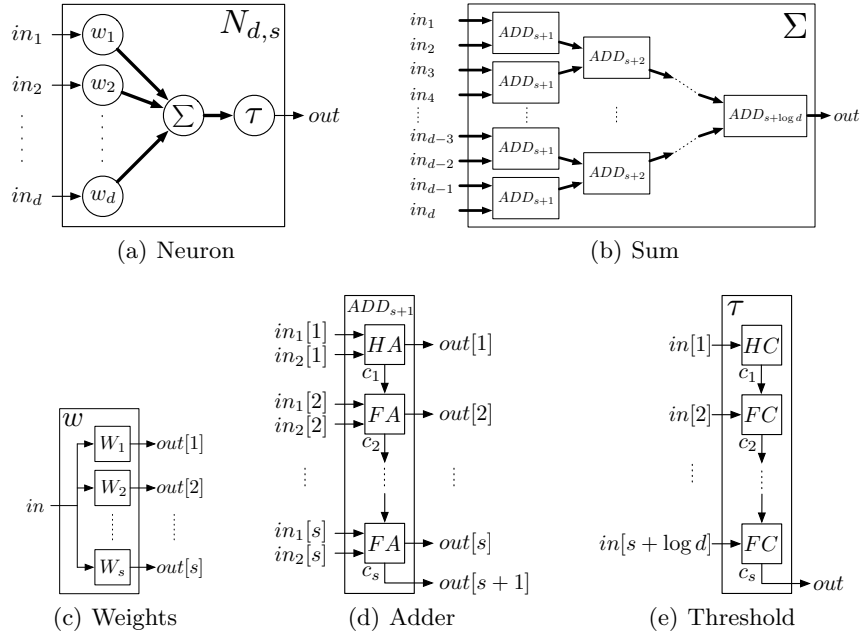 N_{d,s}
in_1
w_1
in_2
w_2
Σ
τ
out
in_d
w_d
(a) Neuron
Σ
in_1
in_2
ADD_{s+1}
in_3
in_4
ADD_{s+1}
ADD_{s+2}
ADD_{s+log d}
out
in_{d-3}
in_{d-2}
ADD_{s+1}
in_{d-1}
in_d
ADD_{s+1}
ADD_{s+2}
(b) Sum
w
in
W_1
out[1]
W_2
out[2]
W_s
out[s]
(c) Weights
ADD_{s+1}
in_1[1]
in_2[1]
HA
out[1]
c_1
in_1[2]
in_2[2]
FA
out[2]
c_2
in_1[s]
in_2[s]
FA
out[s]
c_s
out[s + 1]
(d) Adder
τ
in[1]
HC
c_1
in[2]
FC
c_2
in[s + log d]
FC
c_s
out
(e) Threshold